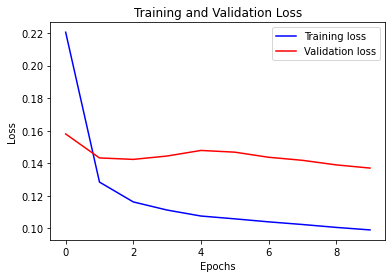 Training and Validation Loss
Training loss
Validation loss
Loss
0.22
0.20
0.18
0.16
0.14
0.12
0.10
0 2 4 6 8
Epochs